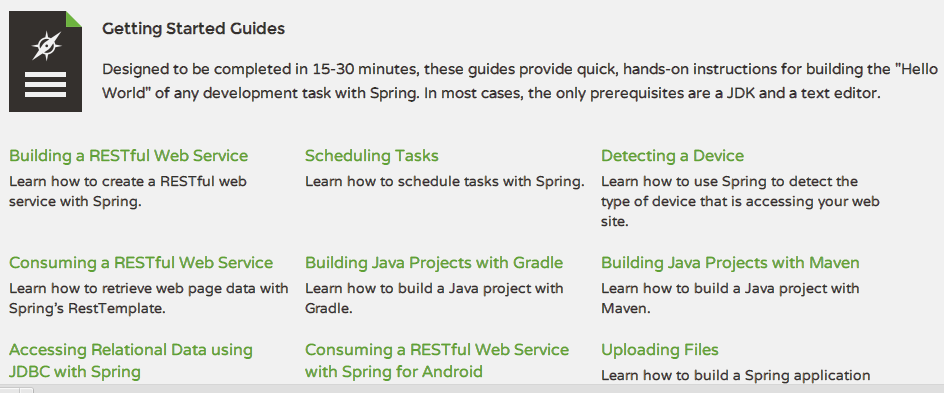 Getting Started Guides
Designed to be completed in 15-30 minutes, these guides provide quick, hands-on instructions for building the "Hello
World" of any development task with Spring. In most cases, the only prerequisites are a JDK and a text editor.
Building a RESTful Web Service
Learn how to create a RESTful web
service with Spring.
Scheduling Tasks
Learn how to schedule tasks with Spring.
Detecting a Device
Learn how to use Spring to detect the
type of device that is accessing your web
site.
Consuming a RESTful Web Service
Learn how to retrieve web page data with
Spring's RestTemplate.
Building Java Projects with Gradle
Learn how to build a Java project with
Gradle.
Building Java Projects with Maven
Learn how to build a Java project with
Maven.
Accessing Relational Data using
JDBC with Spring
Consuming a RESTful Web Service
with Spring for Android
Uploading Files
Learn how to build a Spring application